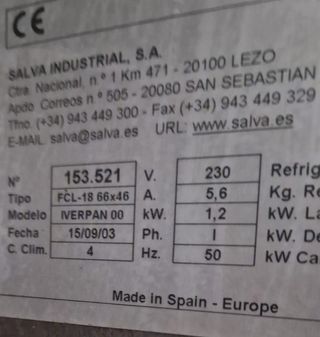 CE
SALVA INDUSTRIAL, S.A.
Ctra. Nacional, n.º 1 Km 471 - 20100 LEZO
Apdo. Correos n.º 505 - 20080 SAN SEBASTIAN
Tfno. (+34) 943 449 300 - Fax (+34) 943 449 329
E-MAIL: salva@salva.es URL: www.salva.es
Nº 153.521 V. 230 Refrig
Tipo FCL-18 66x46 A. 5,6 Kg. Re
Modelo IVERPAN 00 kW. 1,2 kW. La
Fecha 15/09/03 Ph. I kW. De
C. Clim. 4 Hz. 50 kW Ca
Made in Spain - Europe